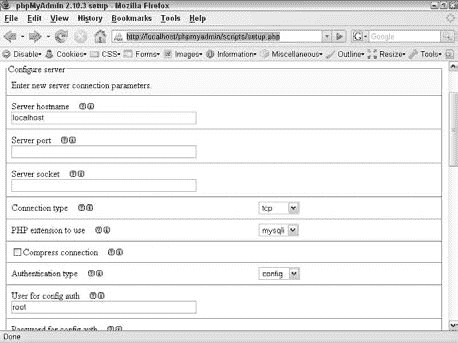 phpMyAdmin 2.10.3 setup - Mozilla Firefox
File Edit View History Bookmarks Tools Help
http://localhost/phpmyadmin/scripts/setup.php
Google
Disable Cookies CSS Forms Images Information Miscellaneous Outline Resize Tools
Configure server
Enter new server connection parameters.
Server hostname
localhost
Server port
Server socket
Connection type tcp
PHP extension to use mysqli
Compress connection
Authentication type config
User for config auth
root
Password for config auth
Done